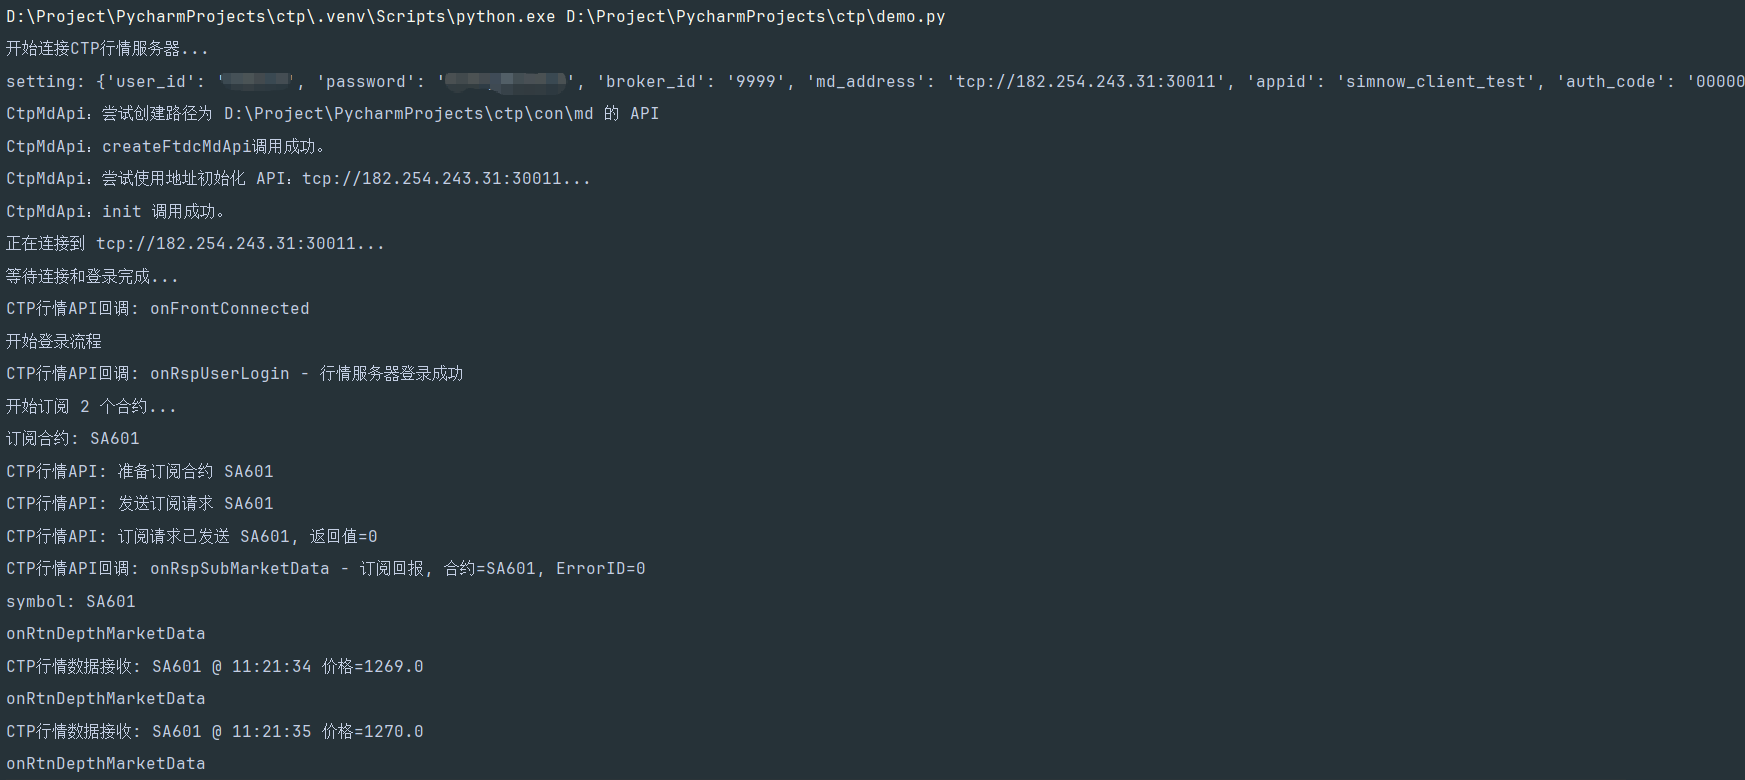 D:\Project\PycharmProjects\ctp\.venv\Scripts\python.exe D:\Project\PycharmProjects\ctp\demo.py
开始连接CTP行情服务器...
setting: {'user_id': '', 'password': '', 'broker_id': '9999', 'md_address': 'tcp://182.254.243.31:30011', 'appid': 'simnow_client_test', 'auth_code': '00000
CtpMdApi：尝试创建路径为 D:\Project\PycharmProjects\ctp\con\md 的 API
CtpMdApi：createFtdcMdApi调用成功。
CtpMdApi：尝试使用地址初始化 API：tcp://182.254.243.31:30011...
CtpMdApi：init 调用成功。
正在连接到 tcp://182.254.243.31:30011...
等待连接和登录完成...
CTP行情API回调: onFrontConnected
开始登录流程
CTP行情API回调: onRspUserLogin - 行情服务器登录成功
开始订阅 2 个合约...
订阅合约: SA601
CTP行情API: 准备订阅合约 SA601
CTP行情API: 发送订阅请求 SA601
CTP行情API: 订阅请求已发送 SA601, 返回值=0
CTP行情API回调: onRspSubMarketData - 订阅回报, 合约=SA601, ErrorID=0
symbol: SA601
onRtnDepthMarketData
CTP行情数据接收: SA601 @ 11:21:34 价格=1269.0
onRtnDepthMarketData
CTP行情数据接收: SA601 @ 11:21:35 价格=1270.0
onRtnDepthMarketData